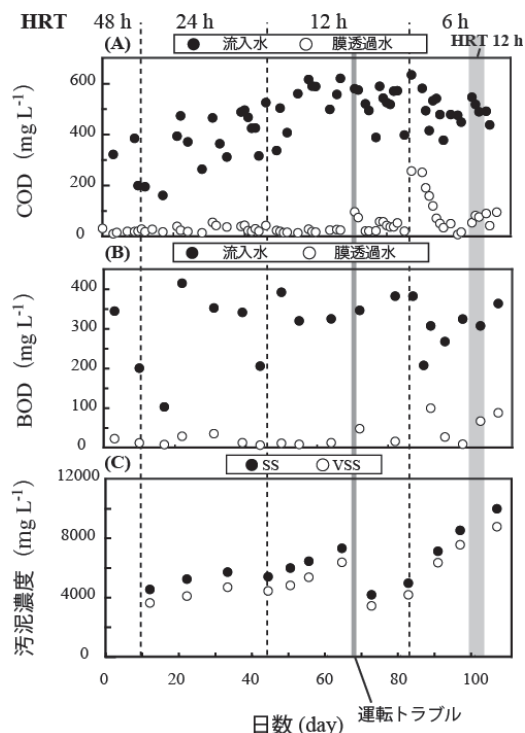 HRT 48 h 24 h 12 h 6 h
(A) ● 流入水 ○ 膜透過水 HRT 12 h
600
400
200
0
COD (mg L-1)
(B) ● 流入水 ○ 膜透過水
400
300
200
100
0
BOD (mg L-1)
(C) ● SS ○ VSS
12000
8000
4000
0
汚泥濃度 (mg L-1)
0 20 40 60 80 100
運転トラブル
日数 (day)